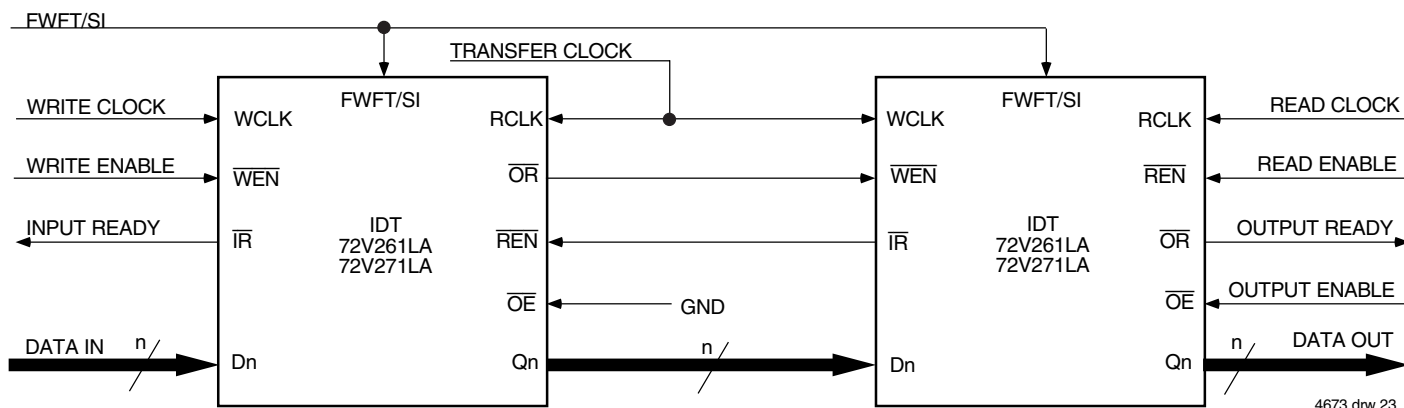 FWFT/SI
TRANSFER CLOCK
WRITE CLOCK
WRITE ENABLE
INPUT READY
DATA IN
n
FWFT/SI
WCLK
RCLK
WEN
OR
IR
REN
OE
Dn
Qn
IDT
72V261LA
72V271LA
GND
n
FWFT/SI
WCLK
RCLK
WEN
REN
IR
OR
OE
Dn
Qn
IDT
72V261LA
72V271LA
READ CLOCK
READ ENABLE
OUTPUT READY
OUTPUT ENABLE
n
DATA OUT
4673 drw 23